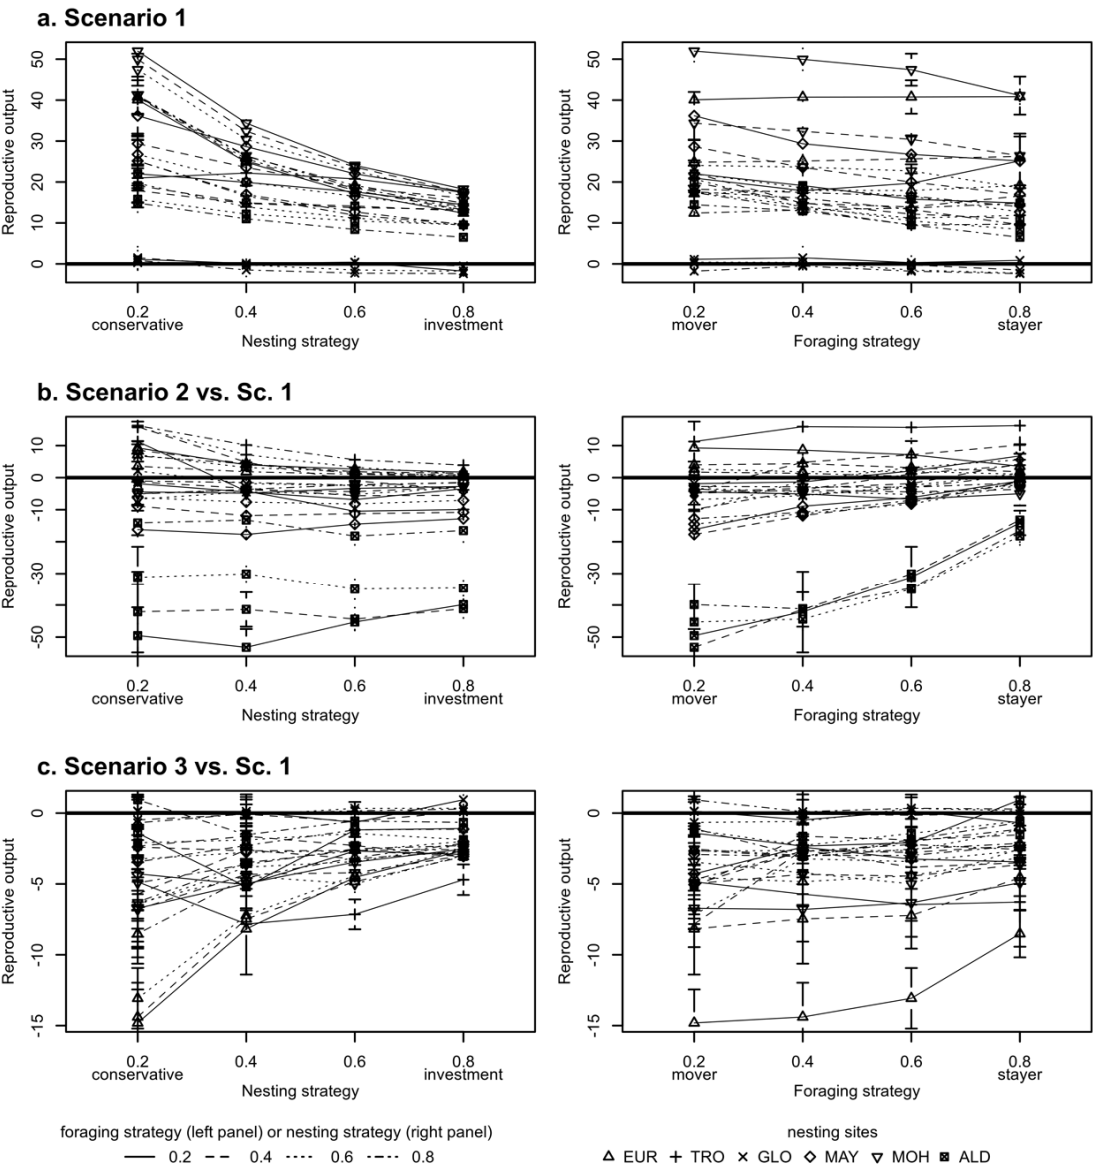 a. Scenario 1
Reproductive output
50
40
30
20
10
0
0.2 0.4 0.6 0.8
conservative investment
Nesting strategy
Reproductive output
50
40
30
20
10
0
0.2 0.4 0.6 0.8
mover stayer
Foraging strategy
b. Scenario 2 vs. Sc. 1
Reproductive output
10
0
-10
-30
-50
0.2 0.4 0.6 0.8
conservative investment
Nesting strategy
Reproductive output
10
0
-10
-30
-50
0.2 0.4 0.6 0.8
mover stayer
Foraging strategy
c. Scenario 3 vs. Sc. 1
Reproductive output
0
-5
-10
-15
0.2 0.4 0.6 0.8
conservative investment
Nesting strategy
Reproductive output
0
-5
-10
-15
0.2 0.4 0.6 0.8
mover stayer
Foraging strategy
foraging strategy (left panel) or nesting strategy (right panel)
0.2 0.4 0.6 0.8
nesting sites
EUR TRO GLO MAY MOH ALD